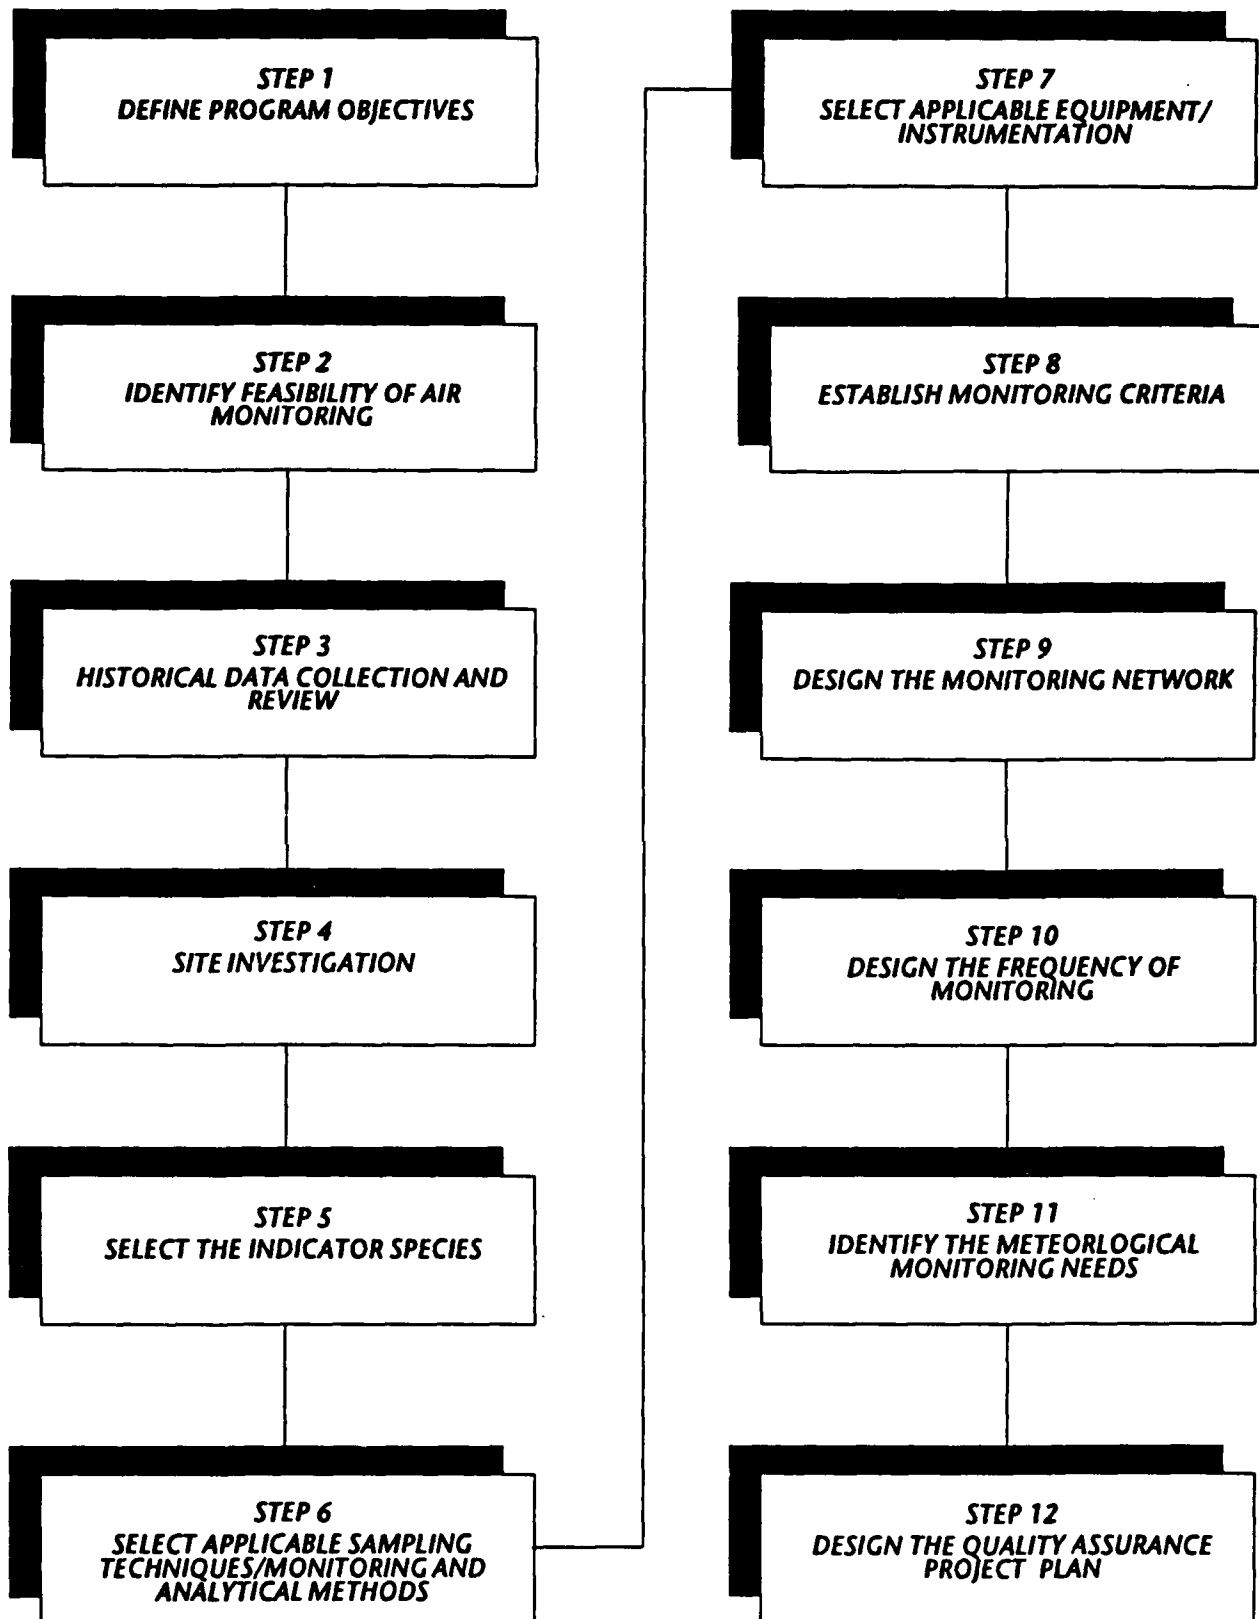 STEP 1
DEFINE PROGRAM OBJECTIVES
STEP 2
IDENTIFY FEASIBILITY OF AIR
MONITORING
STEP 3
HISTORICAL DATA COLLECTION AND
REVIEW
STEP 4
SITE INVESTIGATION
STEP 5
SELECT THE INDICATOR SPECIES
STEP 6
SELECT APPLICABLE SAMPLING
TECHNIQUES/MONITORING AND
ANALYTICAL METHODS
STEP 7
SELECT APPLICABLE EQUIPMENT/
INSTRUMENTATION
STEP 8
ESTABLISH MONITORING CRITERIA
STEP 9
DESIGN THE MONITORING NETWORK
STEP 10
DESIGN THE FREQUENCY OF
MONITORING
STEP 11
IDENTIFY THE METEORLOGICAL
MONITORING NEEDS
STEP 12
DESIGN THE QUALITY ASSURANCE
PROJECT PLAN